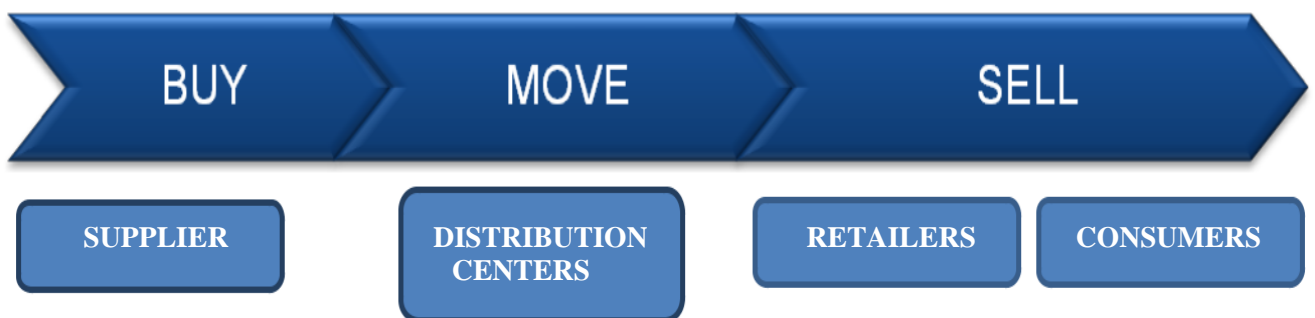 BUY
MOVE
SELL
SUPPLIER
DISTRIBUTION
CENTERS
RETAILERS
CONSUMERS